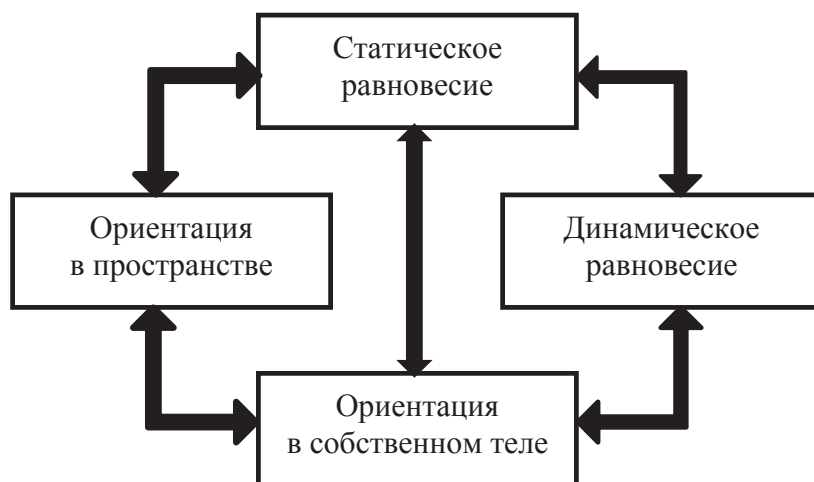 Статическое
равновесие
Ориентация
в пространстве
Динамическое
равновесие
Ориентация
в собственном теле